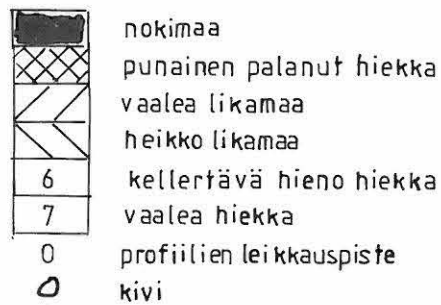 nokimaa
punainen palanut hiekka
vaalea likamaa
heikko likamaa
6 kellertävä hieno hiekka
7 vaalea hiekka
0 profiilien leikkauspiste
kivi